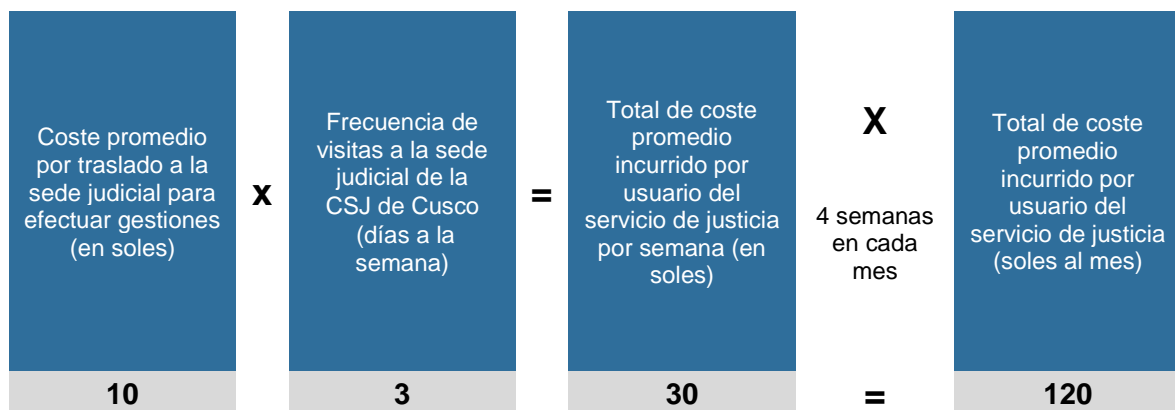 Coste promedio
por traslado a la
sede judicial para
efectuar gestiones
(en soles)
10
x
Frecuencia de
visitas a la sede
judicial de la
CSJ de Cusco
(días a la
semana)
3
=
Total de coste
promedio
incurrido por
usuario del
servicio de justicia
por semana (en
soles)
30
X
4 semanas
en cada
mes
=
Total de coste
promedio
incurrido por
usuario del
servicio de justicia
(soles al mes)
120